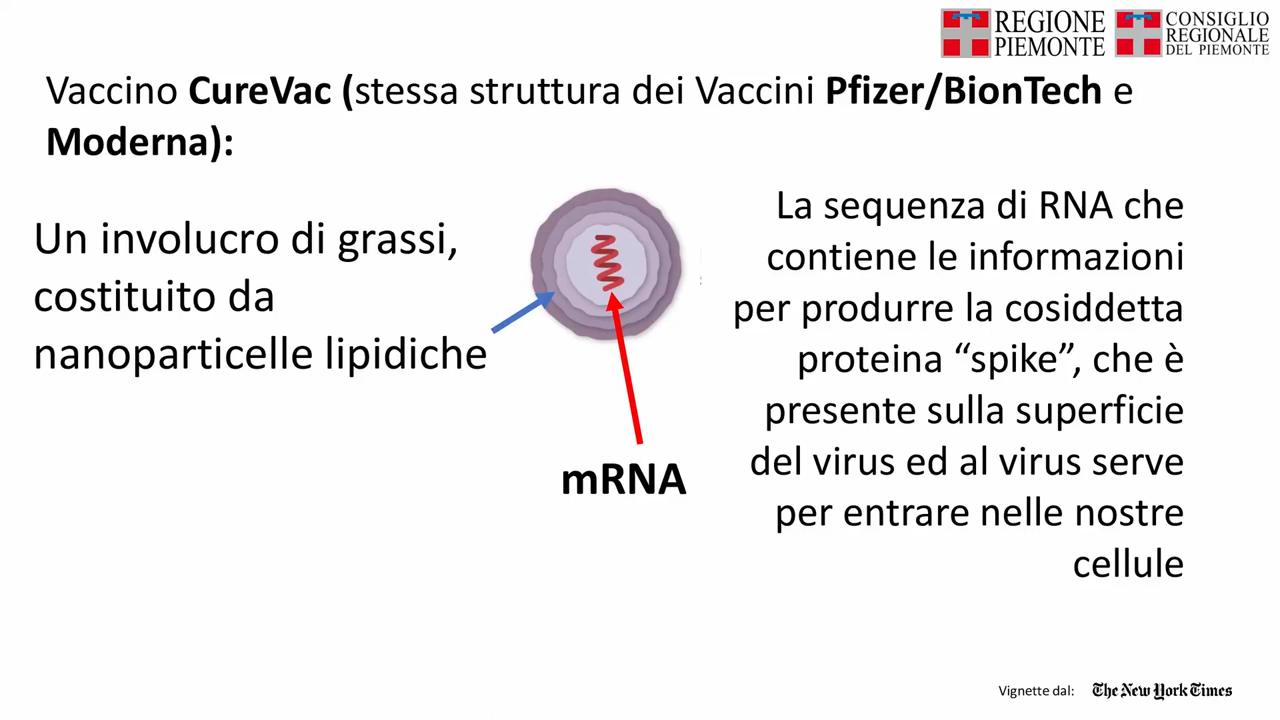 REGIONE
PIEMONTE
CONSIGLIO
REGIONALE
DEL PIEMONTE
Vaccino CureVac (stessa struttura dei Vaccini Pfizer/BionTech e
Moderna):
Un involucro di grassi,
costituito da
nanoparticelle lipidiche
mRNA
La sequenza di RNA che
contiene le informazioni
per produrre la cosiddetta
proteina “spike”, che è
presente sulla superficie
del virus ed al virus serve
per entrare nelle nostre
cellule
Vignette dal: The New York Times